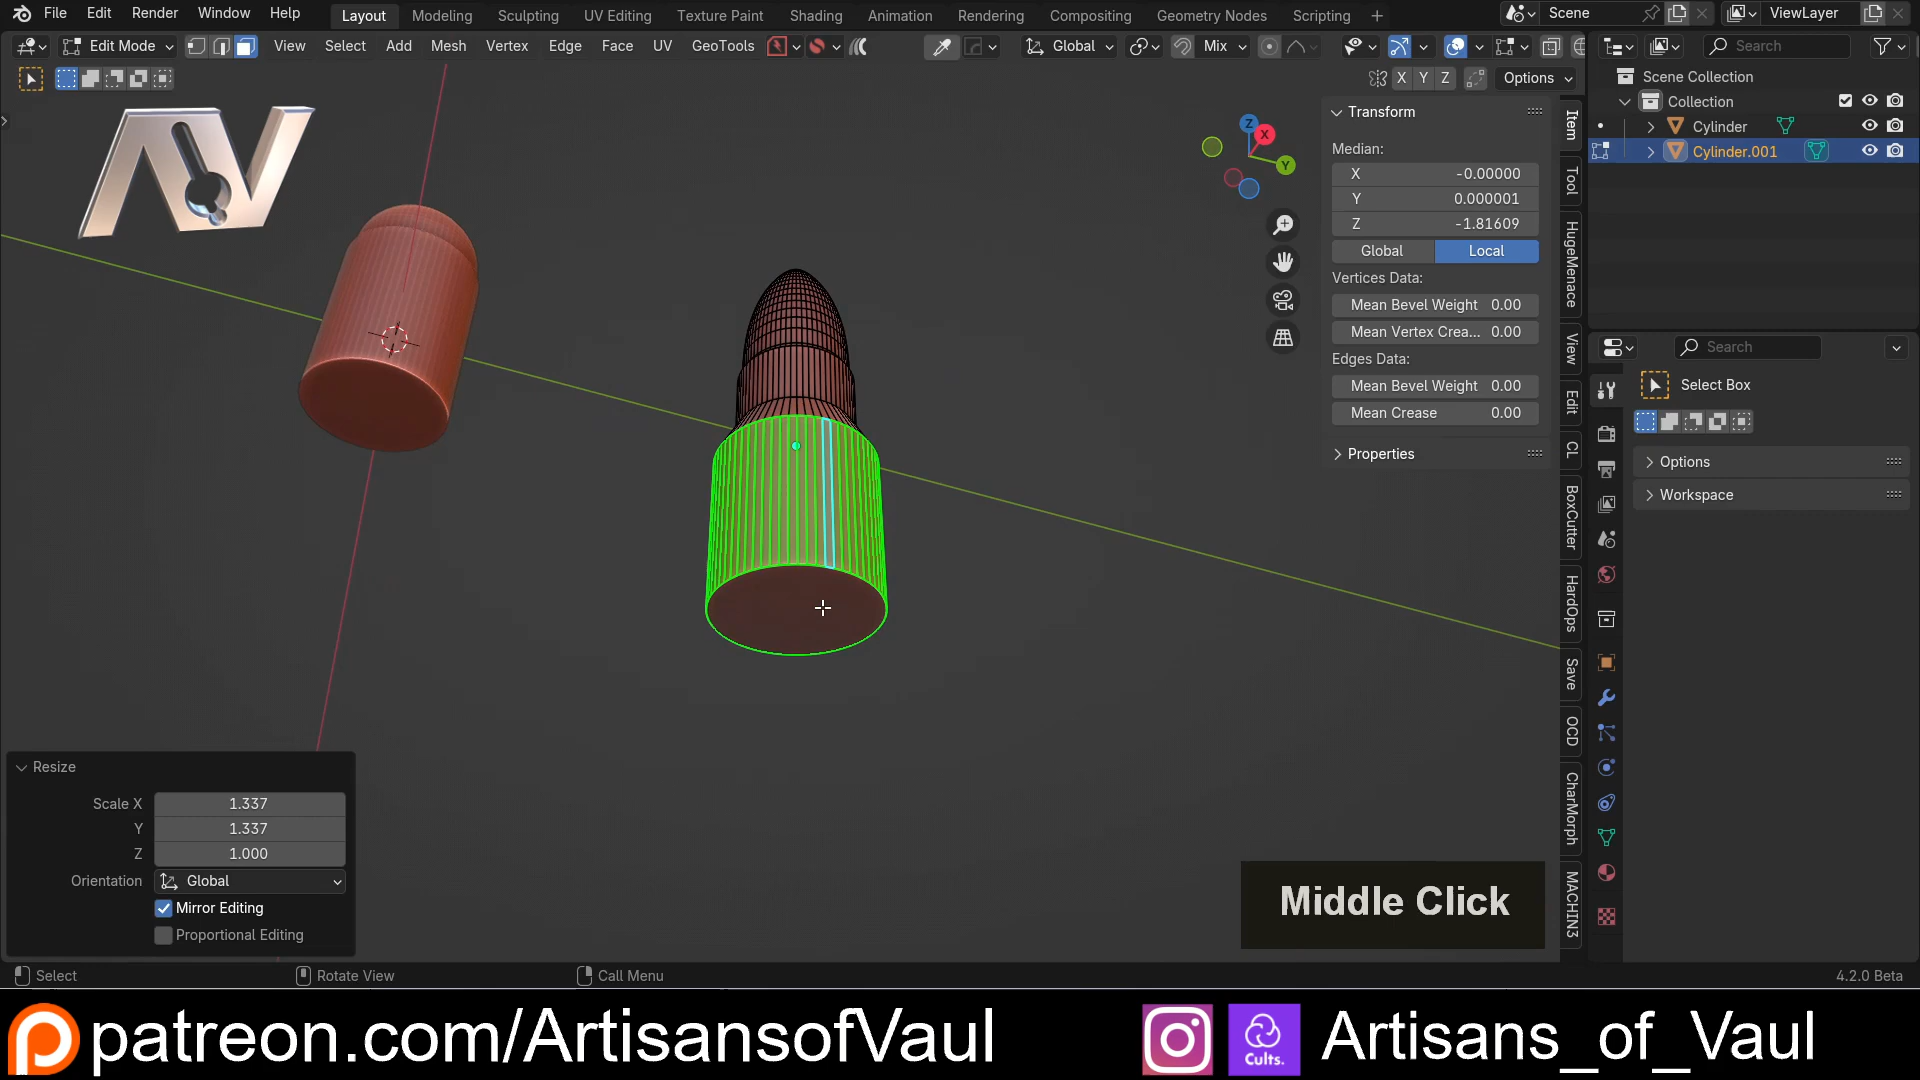 File Edit Render Window Help Layout Modeling Sculpting UV Editing Texture Paint Shading Animation Rendering Compositing Geometry Nodes Scripting + Scene ViewLayer
Edit Mode View Select Add Mesh Vertex Edge Face UV GeoTools Global Mix Search
X Y Z Options
Scene Collection
Collection
Cylinder
Cylinder.001
AV
Z X Y
Transform
Median:
X -0.00000
Y 0.000001
Z -1.81609
Global Local
Vertices Data:
Mean Bevel Weight 0.00
Mean Vertex Crea... 0.00
Edges Data:
Mean Bevel Weight 0.00
Mean Crease 0.00
Properties
Item
Tool
HugeMenace
View
Edit
CL
BoxCutter
HardOps
Save
OCD
CharMorph
MACHIN3
Search
Select Box
Options
Workspace
Resize
Scale X 1.337
Y 1.337
Z 1.000
Orientation Global
Mirror Editing
Proportional Editing
Middle Click
Select Rotate View Call Menu 4.2.0 Beta
patreon.com/ArtisansofVaul Cults. Artisans_of_Vaul